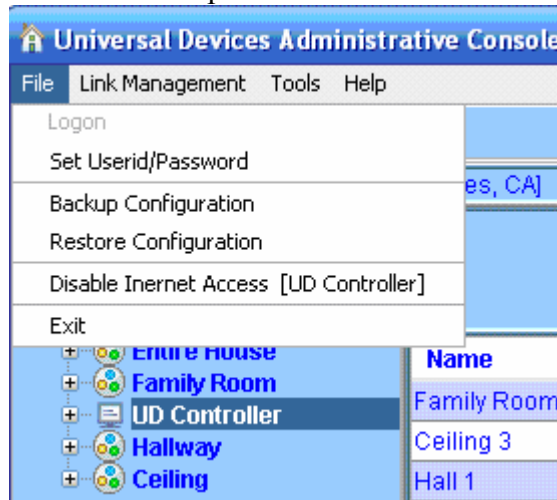 Universal Devices Administrative Console
File Link Management Tools Help
Logon
Set Userid/Password
es, CA]
Backup Configuration
Restore Configuration
Disable Inernet Access [UD Controller]
Exit
Entire House
Name
Family Room
Family Room
UD Controller
Ceiling 3
Hallway
Hall 1
Ceiling